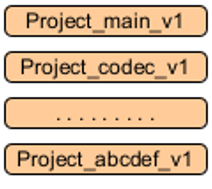 Project_main_v1
Project_codec_v1
. . . . . . . . .
Project_abcdef_v1